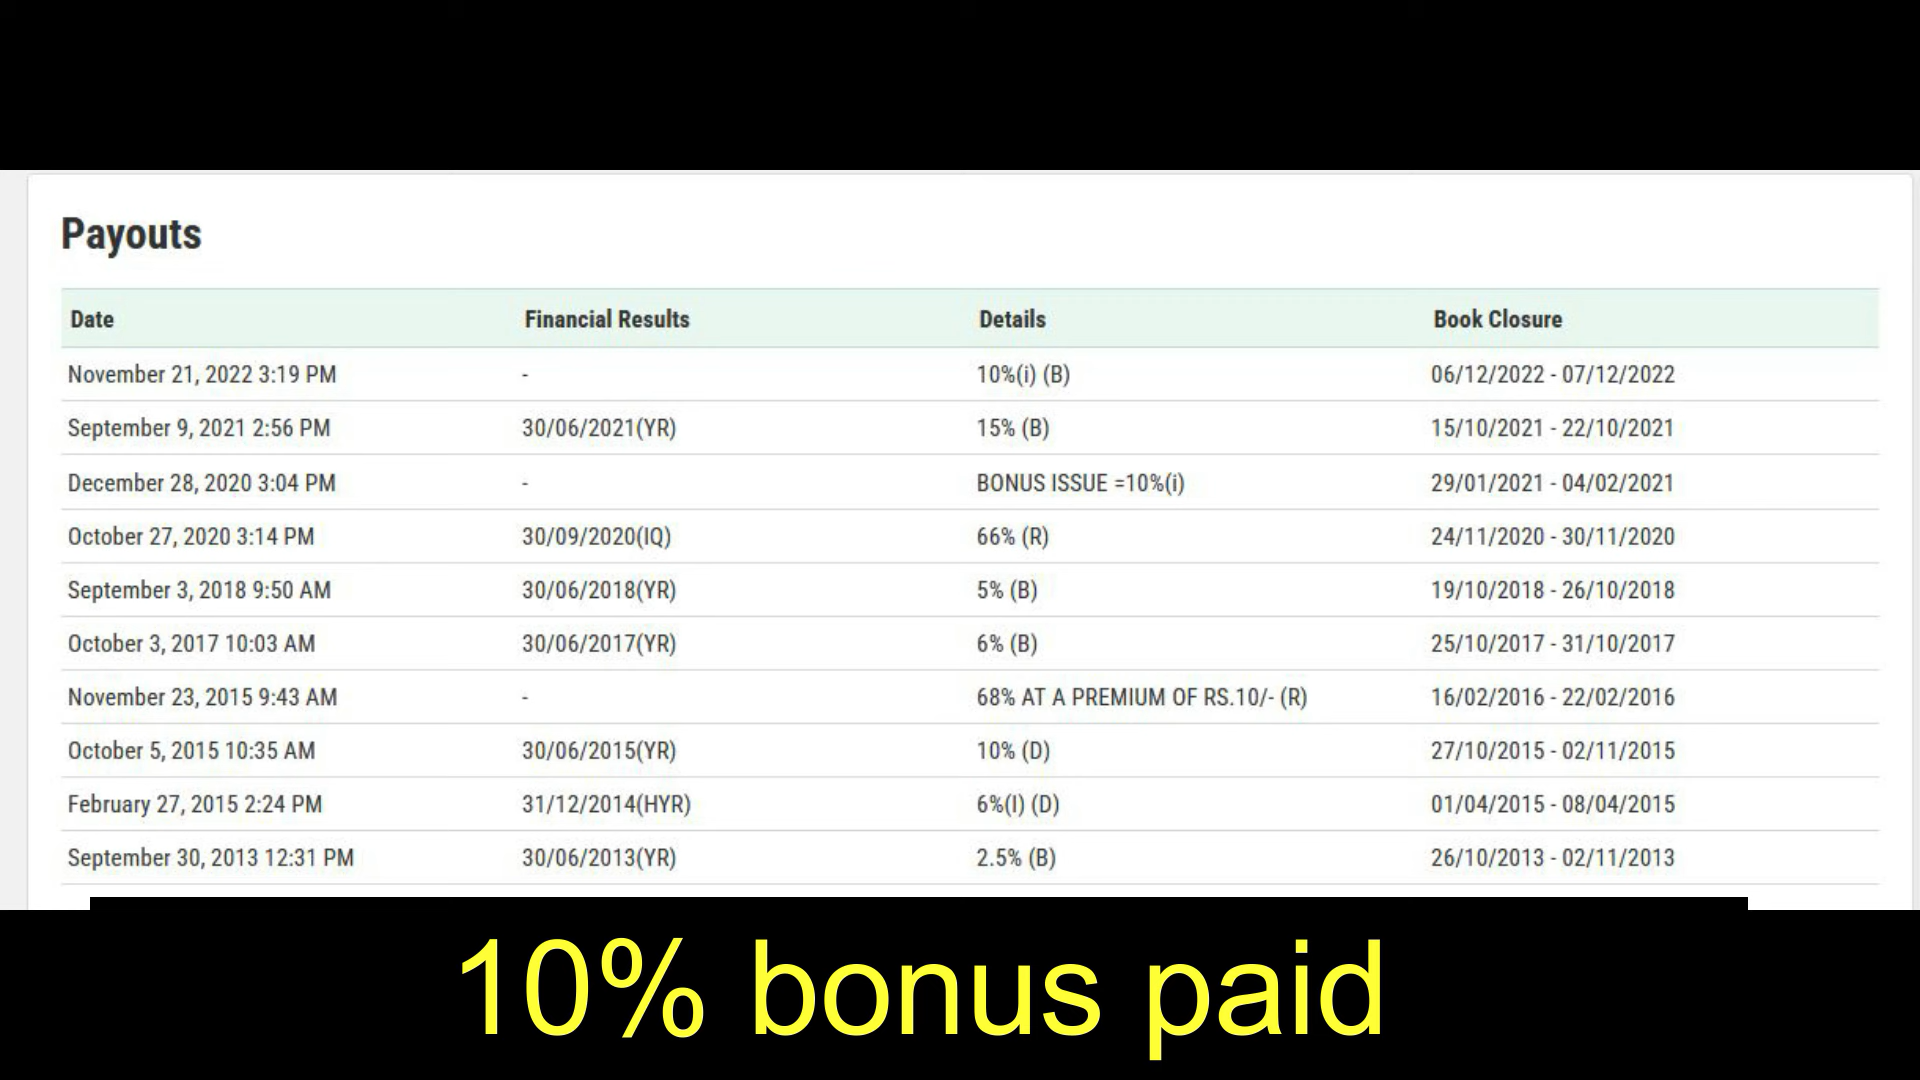 Payouts
Date Financial Results Details Book Closure
November 21, 2022 3:19 PM - 10%(i) (B) 06/12/2022 - 07/12/2022
September 9, 2021 2:56 PM 30/06/2021(YR) 15% (B) 15/10/2021 - 22/10/2021
December 28, 2020 3:04 PM - BONUS ISSUE =10%(i) 29/01/2021 - 04/02/2021
October 27, 2020 3:14 PM 30/09/2020(IQ) 66% (R) 24/11/2020 - 30/11/2020
September 3, 2018 9:50 AM 30/06/2018(YR) 5% (B) 19/10/2018 - 26/10/2018
October 3, 2017 10:03 AM 30/06/2017(YR) 6% (B) 25/10/2017 - 31/10/2017
November 23, 2015 9:43 AM - 68% AT A PREMIUM OF RS.10/- (R) 16/02/2016 - 22/02/2016
October 5, 2015 10:35 AM 30/06/2015(YR) 10% (D) 27/10/2015 - 02/11/2015
February 27, 2015 2:24 PM 31/12/2014(HYR) 6%(I) (D) 01/04/2015 - 08/04/2015
September 30, 2013 12:31 PM 30/06/2013(YR) 2.5% (B) 26/10/2013 - 02/11/2013
10% bonus paid